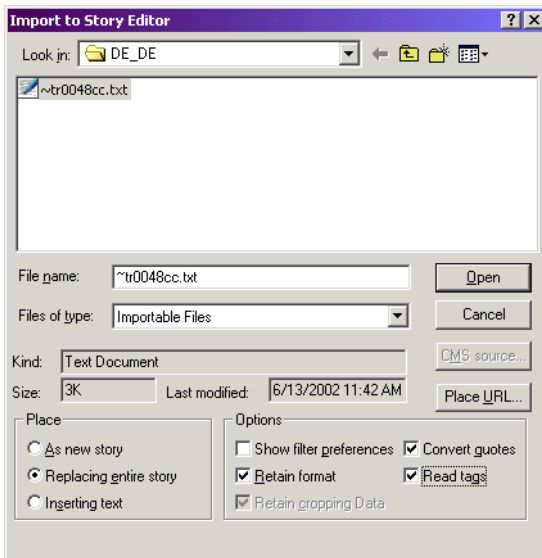 Import to Story Editor
Look in: DE_DE
~tr0048cc.txt
File name: ~tr0048cc.txt Open
Files of type: Importable Files Cancel
Kind: Text Document CMS source...
Size: 3K Last modified: 6/13/2002 11:42 AM Place URL...
Place Options
As new story Show filter preferences Convert quotes
Replacing entire story Retain format Read tags
Inserting text Retain cropping Data